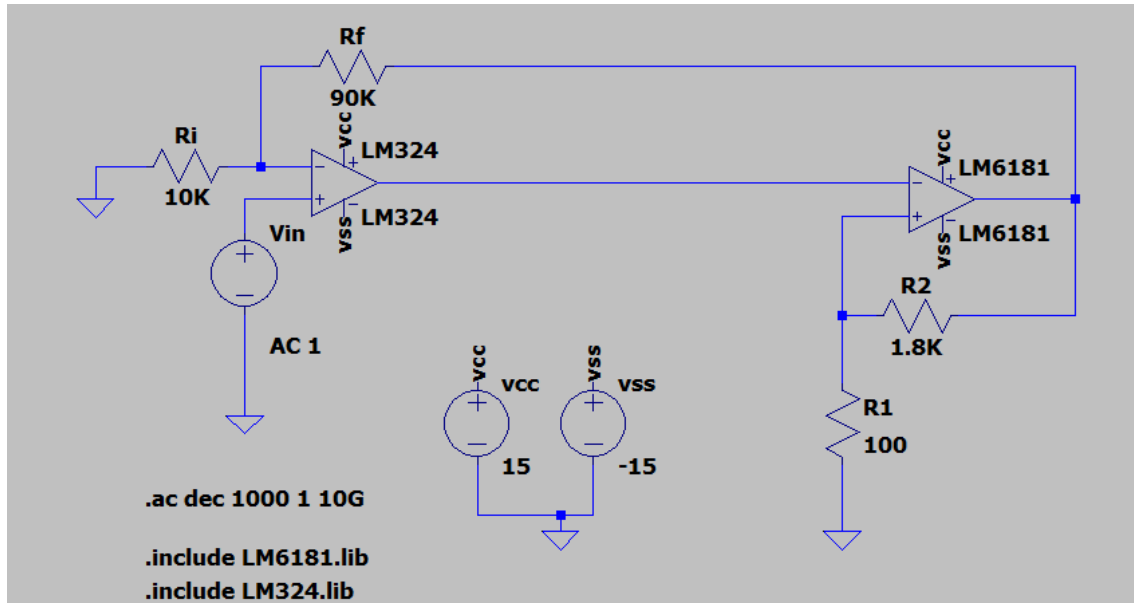 Rf
90K
Ri
10K
vcc
LM324
LM324
vss
vcc
LM6181
LM6181
vss
Vin
AC 1
R2
1.8K
R1
100
vcc
vcc
15
vss
vss
-15
.ac dec 1000 1 10G
.include LM6181.lib
.include LM324.lib